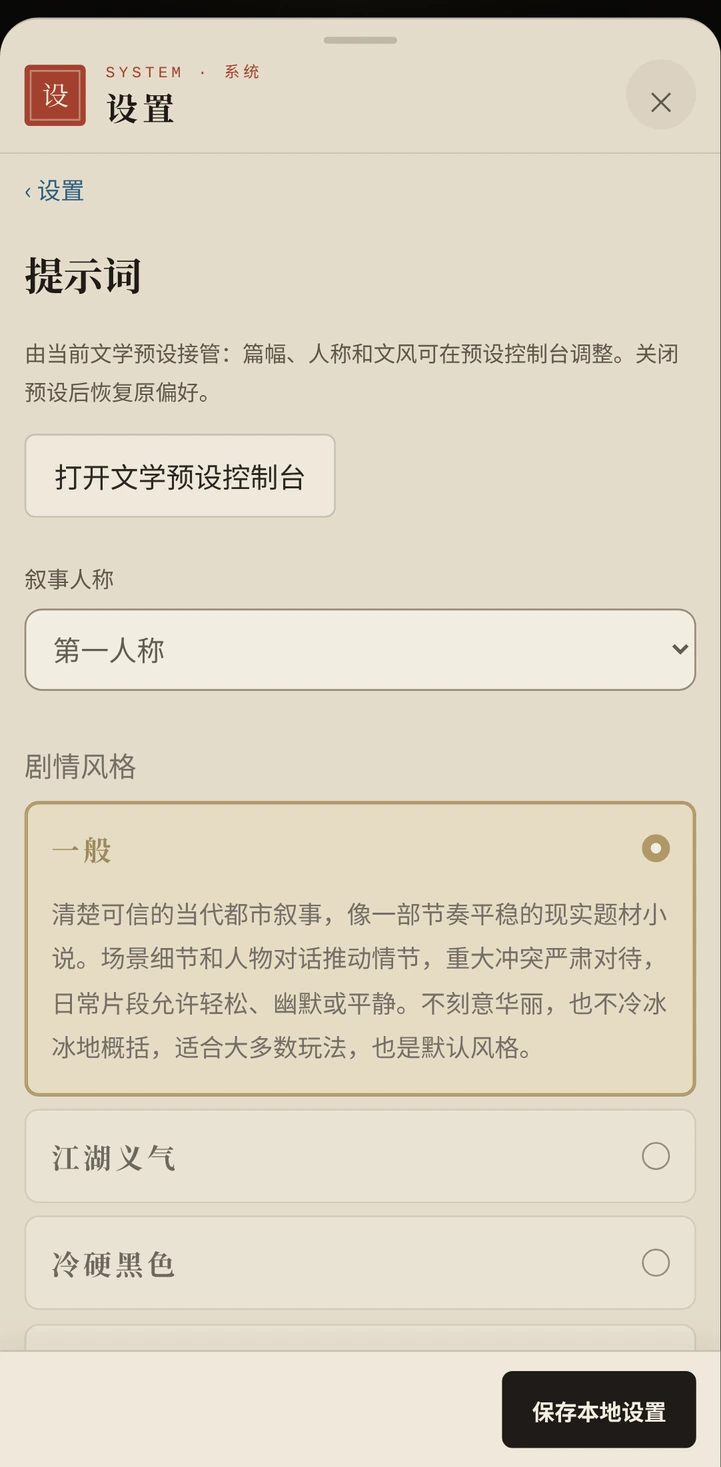 设
SYSTEM · 系统
设置
‹ 设置
提示词
由当前文学预设接管：篇幅、人称和文风可在预设控制台调整。关闭
预设后恢复原偏好。
打开文学预设控制台
叙事人称
第一人称
剧情风格
一般
清楚可信的当代都市叙事，像一部节奏平稳的现实题材小
说。场景细节和人物对话推动情节，重大冲突严肃对待，
日常片段允许轻松、幽默或平静。不刻意华丽，也不冷冰
冰地概括，适合大多数玩法，也是默认风格。
江湖义气
冷硬黑色
保存本地设置